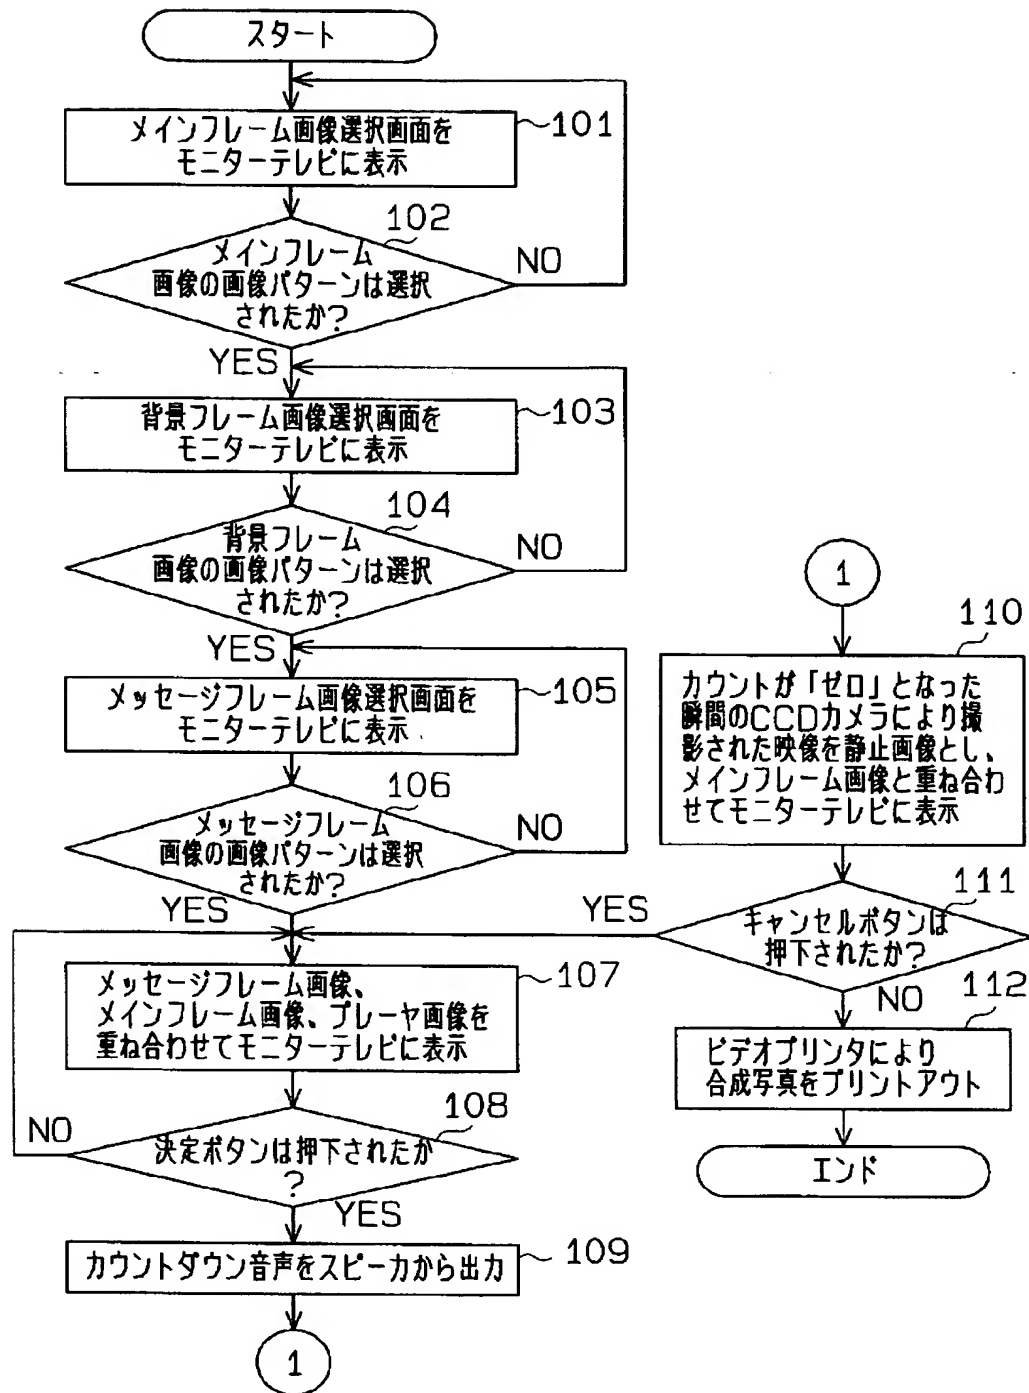 スタート
メインフレーム画像選択画面を
モニターテレビに表示
101
102
メインフレーム
画像の画像パターンは選択
されたか?
NO
YES
背景フレーム画像選択画面を
モニターテレビに表示
103
104
背景フレーム
画像の画像パターンは選択
されたか?
NO
YES
メッセージフレーム画像選択画面を
モニターテレビに表示
105
106
メッセージフレーム
画像の画像パターンは選択
されたか?
NO
YES
メッセージフレーム画像、
メインフレーム画像、プレーヤ画像を
重ね合わせてモニターテレビに表示
107
108
決定ボタンは押下されたか
?
NO
YES
カウントダウン音声をスピーカから出力
109
1
1
110
カウントが「ゼロ」となった
瞬間のCCDカメラにより撮
影された映像を静止画像とし、
メインフレーム画像と重ね合わ
せてモニターテレビに表示
111
キャンセルボタンは
押下されたか?
YES
NO
112
ビデオプリンタにより
合成写真をプリントアウト
エンド